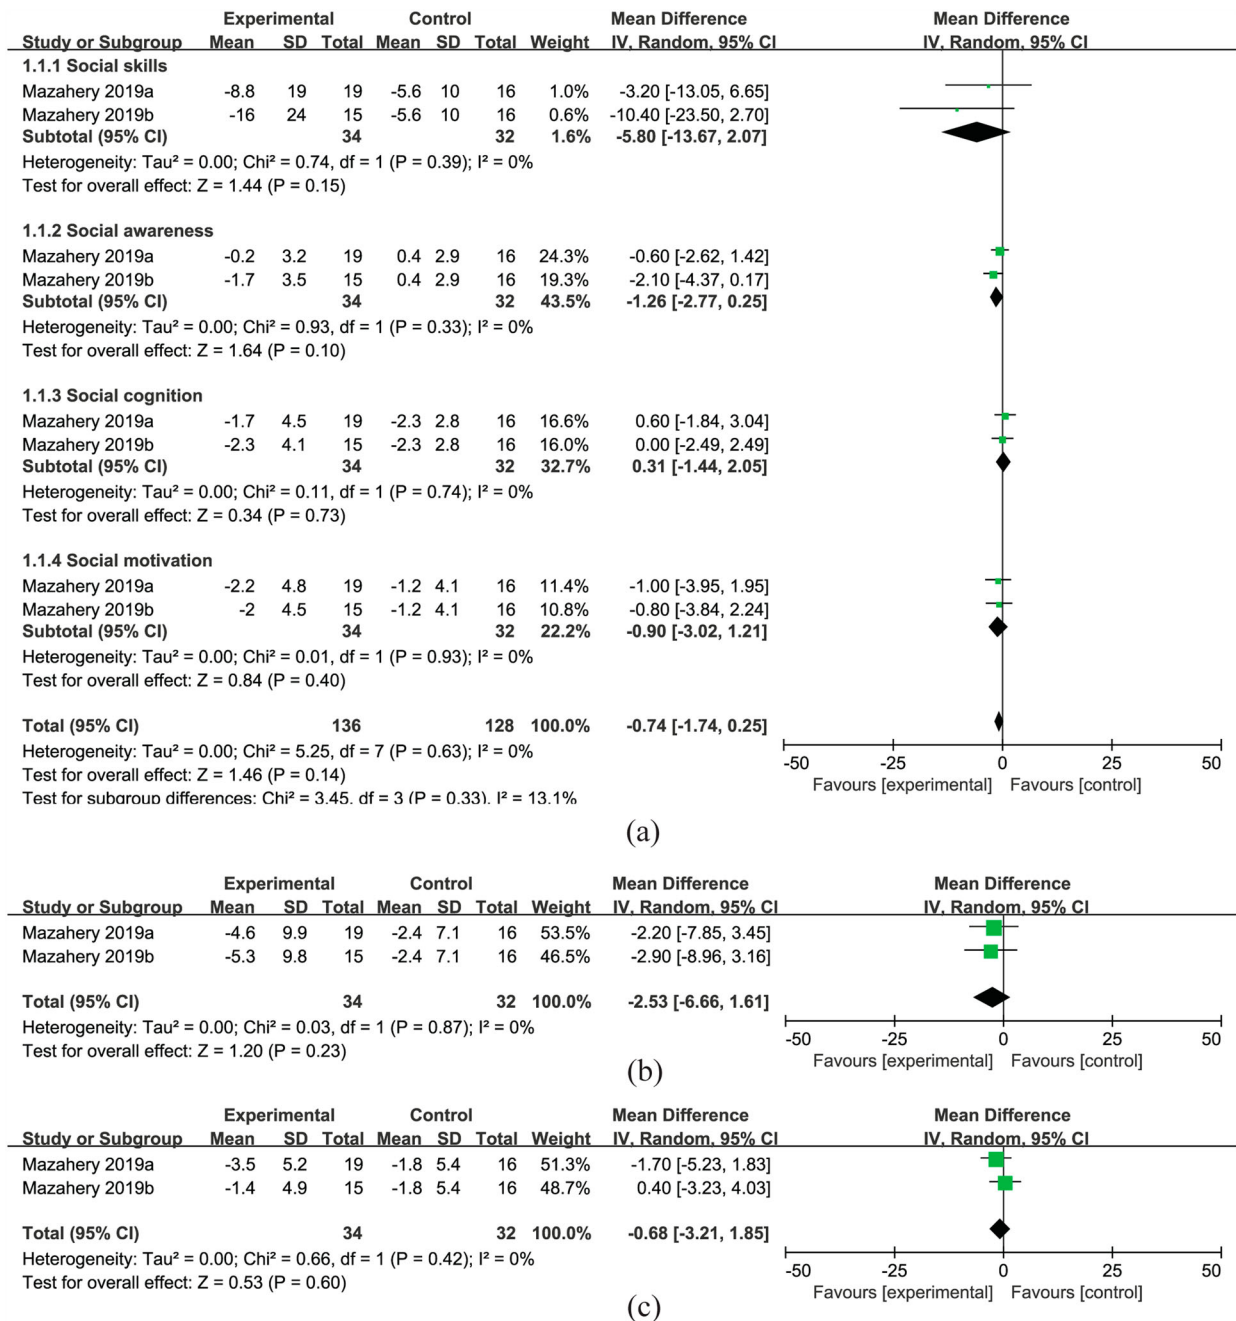 Experimental Control Mean Difference Mean Difference
Study or Subgroup Mean SD Total Mean SD Total Weight IV, Random, 95% CI IV, Random, 95% CI
1.1.1 Social skills
Mazahery 2019a -8.8 19 19 -5.6 10 16 1.0% -3.20 [-13.05, 6.65]
Mazahery 2019b -16 24 15 -5.6 10 16 0.6% -10.40 [-23.50, 2.70]
Subtotal (95% CI) 34 32 1.6% -5.80 [-13.67, 2.07]
Heterogeneity: Tau² = 0.00; Chi² = 0.74, df = 1 (P = 0.39); I² = 0%
Test for overall effect: Z = 1.44 (P = 0.15)
1.1.2 Social awareness
Mazahery 2019a -0.2 3.2 19 0.4 2.9 16 24.3% -0.60 [-2.62, 1.42]
Mazahery 2019b -1.7 3.5 15 0.4 2.9 16 19.3% -2.10 [-4.37, 0.17]
Subtotal (95% CI) 34 32 43.5% -1.26 [-2.77, 0.25]
Heterogeneity: Tau² = 0.00; Chi² = 0.93, df = 1 (P = 0.33); I² = 0%
Test for overall effect: Z = 1.64 (P = 0.10)
1.1.3 Social cognition
Mazahery 2019a -1.7 4.5 19 -2.3 2.8 16 16.6% 0.60 [-1.84, 3.04]
Mazahery 2019b -2.3 4.1 15 -2.3 2.8 16 16.0% 0.00 [-2.49, 2.49]
Subtotal (95% CI) 34 32 32.7% 0.31 [-1.44, 2.05]
Heterogeneity: Tau² = 0.00; Chi² = 0.11, df = 1 (P = 0.74); I² = 0%
Test for overall effect: Z = 0.34 (P = 0.73)
1.1.4 Social motivation
Mazahery 2019a -2.2 4.8 19 -1.2 4.1 16 11.4% -1.00 [-3.95, 1.95]
Mazahery 2019b -2 4.5 15 -1.2 4.1 16 10.8% -0.80 [-3.84, 2.24]
Subtotal (95% CI) 34 32 22.2% -0.90 [-3.02, 1.21]
Heterogeneity: Tau² = 0.00; Chi² = 0.01, df = 1 (P = 0.93); I² = 0%
Test for overall effect: Z = 0.84 (P = 0.40)
Total (95% CI) 136 128 100.0% -0.74 [-1.74, 0.25]
Heterogeneity: Tau² = 0.00; Chi² = 5.25, df = 7 (P = 0.63); I² = 0%
Test for overall effect: Z = 1.46 (P = 0.14)
Test for subgroup differences: Chi² = 3.45, df = 3 (P = 0.33), I² = 13.1%
-50 -25 0 25 50
Favours [experimental] Favours [control]
(a)
Experimental Control Mean Difference Mean Difference
Study or Subgroup Mean SD Total Mean SD Total Weight IV, Random, 95% CI IV, Random, 95% CI
Mazahery 2019a -4.6 9.9 19 -2.4 7.1 16 53.5% -2.20 [-7.85, 3.45]
Mazahery 2019b -5.3 9.8 15 -2.4 7.1 16 46.5% -2.90 [-8.96, 3.16]
Total (95% CI) 34 32 100.0% -2.53 [-6.66, 1.61]
Heterogeneity: Tau² = 0.00; Chi² = 0.03, df = 1 (P = 0.87); I² = 0%
Test for overall effect: Z = 1.20 (P = 0.23)
-50 -25 0 25 50
Favours [experimental] Favours [control]
(b)
Experimental Control Mean Difference Mean Difference
Study or Subgroup Mean SD Total Mean SD Total Weight IV, Random, 95% CI IV, Random, 95% CI
Mazahery 2019a -3.5 5.2 19 -1.8 5.4 16 51.3% -1.70 [-5.23, 1.83]
Mazahery 2019b -1.4 4.9 15 -1.8 5.4 16 48.7% 0.40 [-3.23, 4.03]
Total (95% CI) 34 32 100.0% -0.68 [-3.21, 1.85]
Heterogeneity: Tau² = 0.00; Chi² = 0.66, df = 1 (P = 0.42); I² = 0%
Test for overall effect: Z = 0.53 (P = 0.60)
-50 -25 0 25 50
Favours [experimental] Favours [control]
(c)